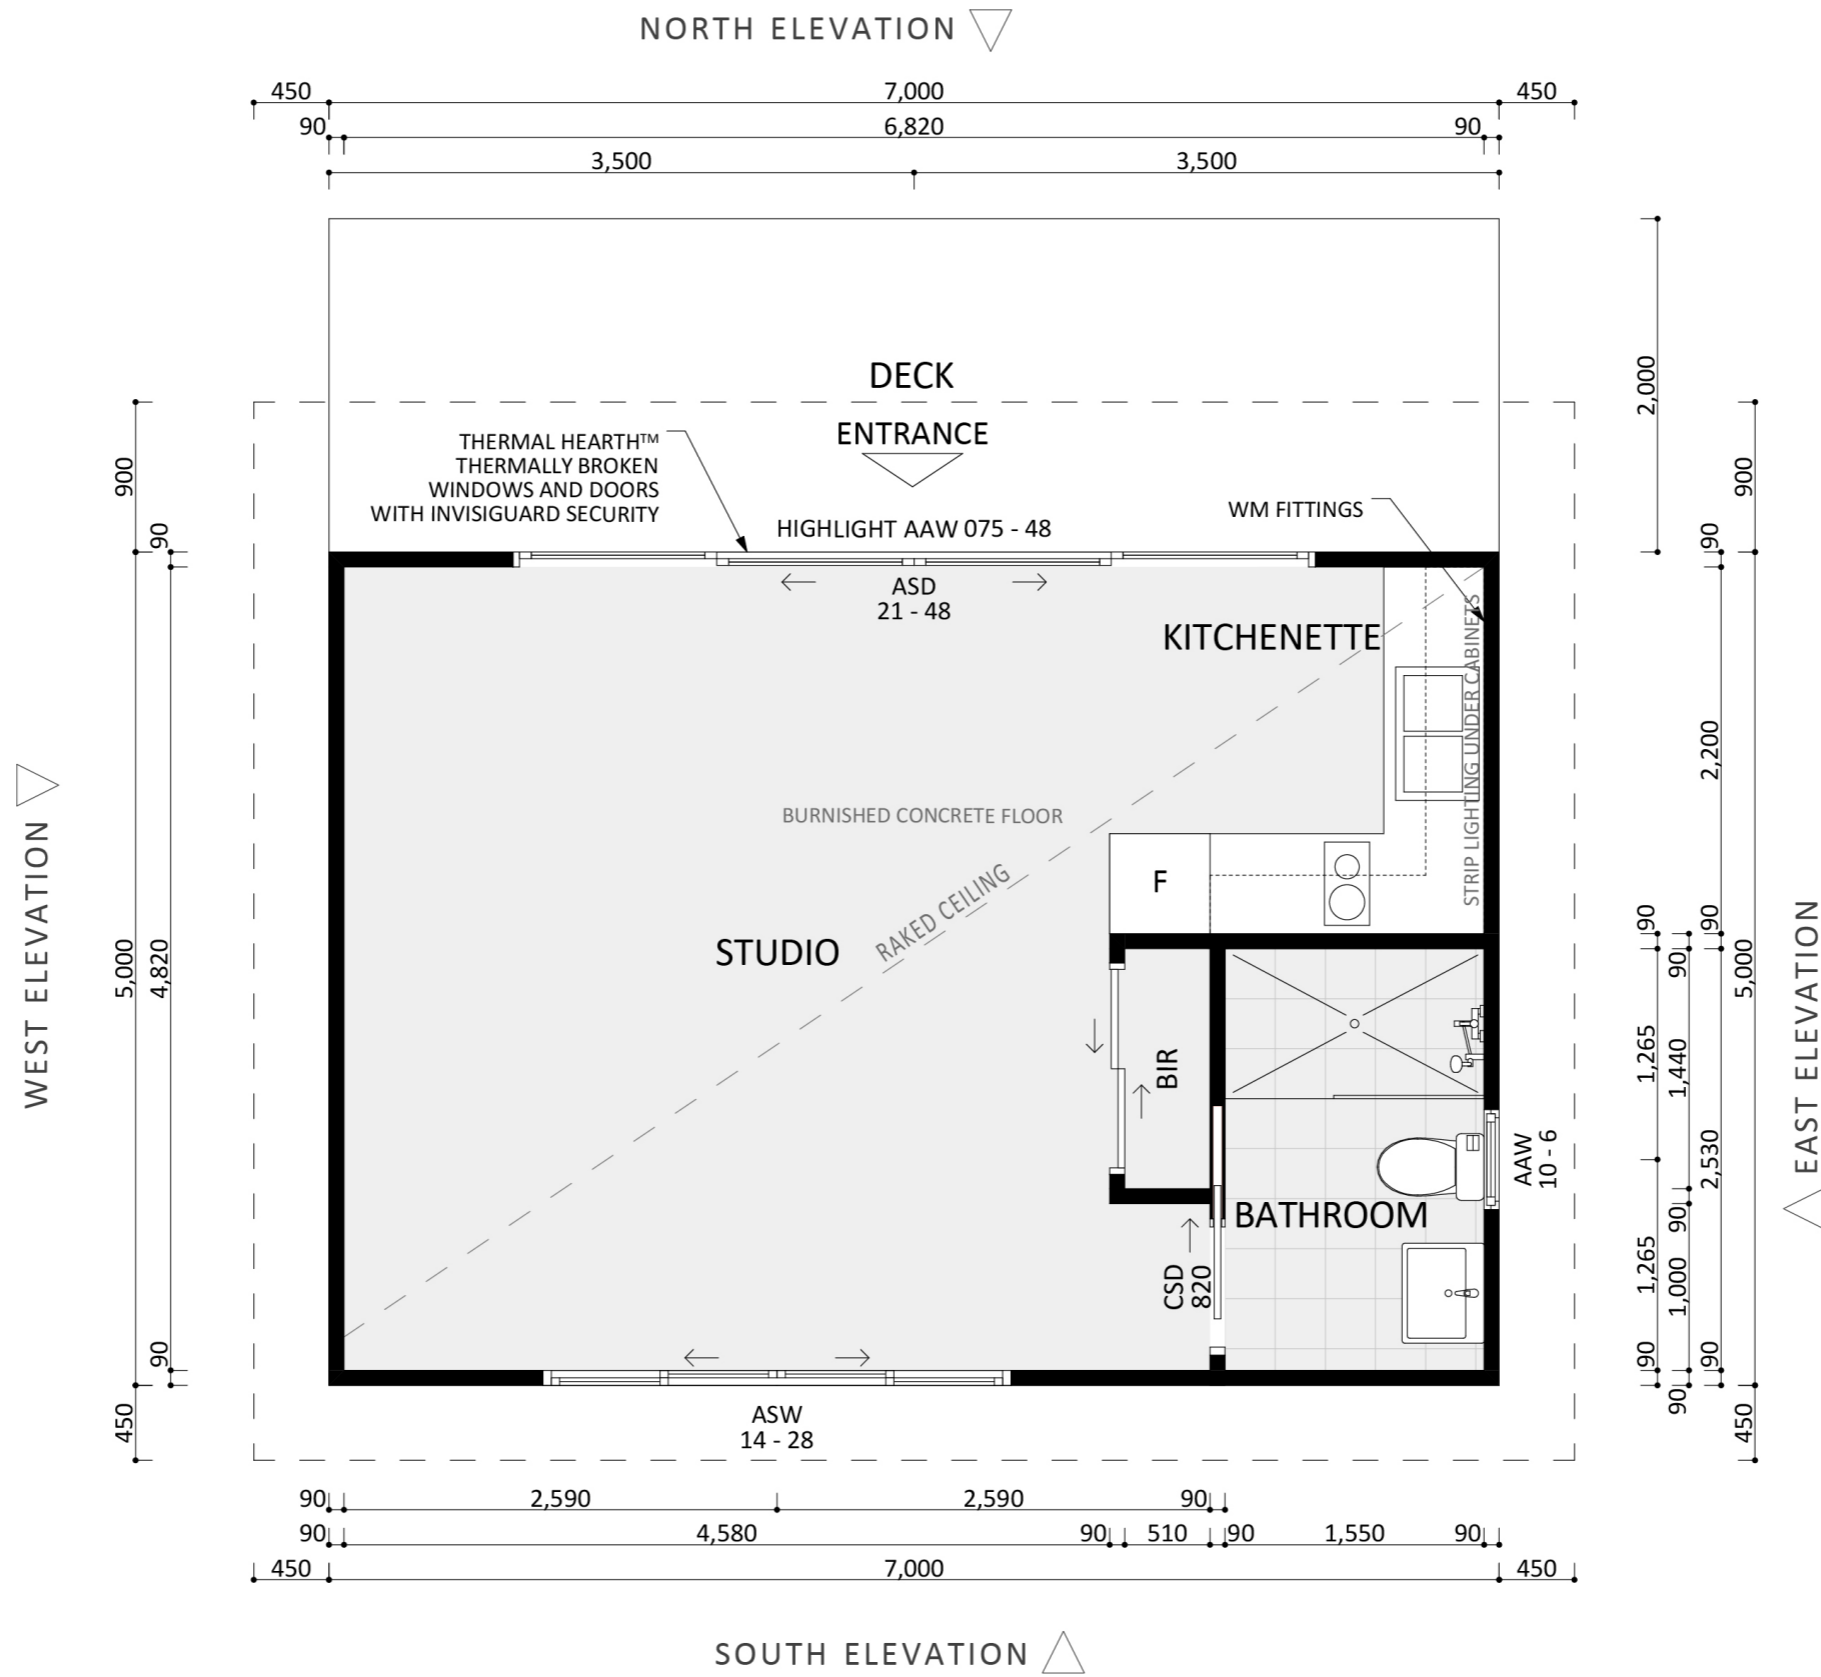 NORTH ELEVATION
450
7,000
450
90
6,820
90
3,500
3,500
DECK
ENTRANCE
THERMAL HEARTH™
THERMALLY BROKEN
WINDOWS AND DOORS
WITH INVISIGUARD SECURITY
HIGHLIGHT AAW 075 - 48
WM FITTINGS
ASD
21 - 48
KITCHENETTE
STRIP LIGHTING UNDER CABINETS
BURNISHED CONCRETE FLOOR
RAKED CEILING
F
STUDIO
BIR
BATHROOM
CSD
820
AAW
10 - 6
ASW
14 - 28
WEST ELEVATION
900
5,000
450
90
4,820
90
2,000
90
1,265
1,265
90
90
1,440
90
1,000
90
90
2,200
90
2,530
90
900
5,000
450
EAST ELEVATION
90
2,590
2,590
90
90
4,580
90
510
90
1,550
90
450
7,000
450
SOUTH ELEVATION